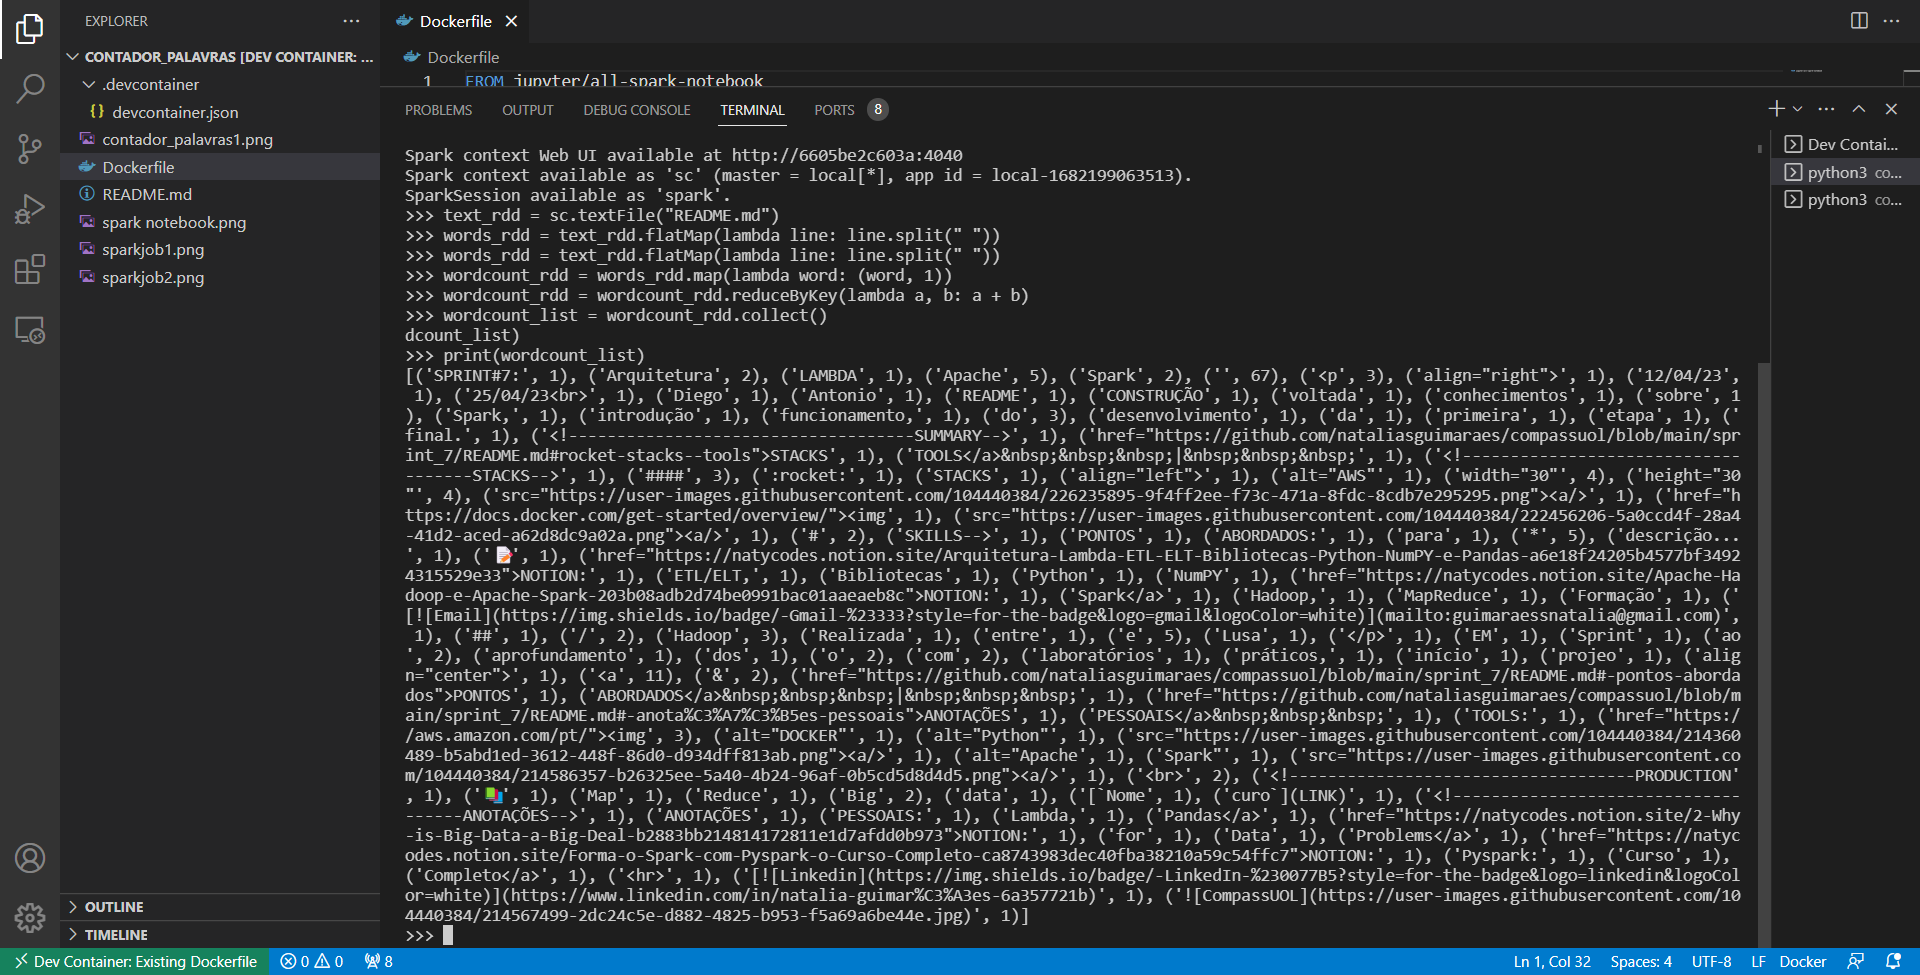 EXPLORER
CONTADOR_PALAVRAS [DEV CONTAINER: ...
.devcontainer
{} devcontainer.json
contador_palavras1.png
Dockerfile
README.md
spark notebook.png
sparkjob1.png
sparkjob2.png
OUTLINE
TIMELINE
Dockerfile
Dockerfile
1 FROM jupyter/all-spark-notebook
PROBLEMS OUTPUT DEBUG CONSOLE TERMINAL PORTS 8
Spark context Web UI available at http://6605be2c603a:4040
Spark context available as 'sc' (master = local[*], app id = local-1682199063513).
SparkSession available as 'spark'.
>>> text_rdd = sc.textFile("README.md")
>>> words_rdd = text_rdd.flatMap(lambda line: line.split(" "))
>>> words_rdd = text_rdd.flatMap(lambda line: line.split(" "))
>>> wordcount_rdd = words_rdd.map(lambda word: (word, 1))
>>> wordcount_rdd = wordcount_rdd.reduceByKey(lambda a, b: a + b)
>>> wordcount_list = wordcount_rdd.collect()
dcount_list)
>>> print(wordcount_list)
[('SPRINT#7:', 1), ('Arquitetura', 2), ('LAMBDA', 1), ('Apache', 5), ('Spark', 2), ('', 67), ('<p', 3), ('align="right">', 1), ('12/04/23',
 1), ('25/04/23<br>', 1), ('Diego', 1), ('Antonio', 1), ('README', 1), ('CONSTRUÇÃO', 1), ('voltada', 1), ('conhecimentos', 1), ('sobre', 1
), ('Spark,', 1), ('introdução', 1), ('funcionamento,', 1), ('do', 3), ('desenvolvimento', 1), ('da', 1), ('primeira', 1), ('etapa', 1), ('
final.', 1), ('<!------------------------------------SUMMARY-->', 1), ('href="https://github.com/nataliasguimaraes/compassuol/blob/main/spr
int_7/README.md#rocket-stacks--tools">STACKS', 1), ('TOOLS</a>&nbsp;&nbsp;&nbsp;|&nbsp;&nbsp;&nbsp;', 1), ('<!-----------------------------
--------STACKS-->', 1), ('####', 3), (':rocket:', 1), ('STACKS', 1), ('align="left">', 1), ('alt="AWS"', 1), ('width="30"', 4), ('height="30
"', 4), ('src="https://user-images.githubusercontent.com/104440384/226235895-9f4ff2ee-f73c-471a-8fdc-8cdb7e295295.png"><a/>', 1), ('href="h
ttps://docs.docker.com/get-started/overview/"><img', 1), ('src="https://user-images.githubusercontent.com/104440384/222456206-5a0ccd4f-28a4
-41d2-aced-a62d8dc9a02a.png"><a/>', 1), ('#', 2), ('SKILLS-->', 1), ('PONTOS', 1), ('ABORDADOS:', 1), ('para', 1), ('*', 5), ('descrição...
', 1), ('📝', 1), ('href="https://natycodes.notion.site/Arquitetura-Lambda-ETL-ELT-Bibliotecas-Python-NumPY-e-Pandas-a6e18f24205b4577bf3492
4315529e33">NOTION:', 1), ('ETL/ELT,', 1), ('Bibliotecas', 1), ('Python', 1), ('NumPY', 1), ('href="https://natycodes.notion.site/Apache-Ha
doop-e-Apache-Spark-203b08adb2d74be0991bac01aaeaeb8c">NOTION:', 1), ('Spark</a>', 1), ('Hadoop,', 1), ('MapReduce', 1), ('Formação', 1), ('
[![Email](https://img.shields.io/badge/-Gmail-%23333?style=for-the-badge&logo=gmail&logoColor=white)](mailto:guimaraessnatalia@gmail.com)',
 1), ('##', 1), ('/', 2), ('Hadoop', 3), ('Realizada', 1), ('entre', 1), ('e', 5), ('Lusa', 1), ('</p>', 1), ('EM', 1), ('Sprint', 1), ('ao
', 2), ('aprofundamento', 1), ('dos', 1), ('o', 2), ('com', 2), ('laboratórios', 1), ('práticos,', 1), ('início', 1), ('projeo', 1), ('alig
n="center">', 1), ('<a', 11), ('&', 2), ('href="https://github.com/nataliasguimaraes/compassuol/blob/main/sprint_7/README.md#-pontos-aborda
dos">PONTOS', 1), ('ABORDADOS</a>&nbsp;&nbsp;&nbsp;|&nbsp;&nbsp;&nbsp;', 1), ('href="https://github.com/nataliasguimaraes/compassuol/blob/m
ain/sprint_7/README.md#-anota%C3%A7%C3%B5es-pessoais">ANOTAÇÕES', 1), ('PESSOAIS</a>&nbsp;&nbsp;&nbsp;', 1), ('TOOLS:', 1), ('href="https:/
/aws.amazon.com/pt/"><img', 3), ('alt="DOCKER"', 1), ('alt="Python"', 1), ('src="https://user-images.githubusercontent.com/104440384/214360
489-b5abd1ed-3612-448f-86d0-d934dff813ab.png"><a/>', 1), ('alt="Apache', 1), ('Spark"', 1), ('src="https://user-images.githubusercontent.co
m/104440384/214586357-b26325ee-5a40-4b24-96af-0b5cd5d8d4d5.png"><a/>', 1), ('<br>', 2), ('<!------------------------------------PRODUCTION'
, 1), ('📚', 1), ('Map', 1), ('Reduce', 1), ('Big', 2), ('data', 1), ('[`Nome', 1), ('curo`](LINK)', 1), ('<!------------------------------
------ANOTAÇÕES-->', 1), ('ANOTAÇÕES', 1), ('PESSOAIS:', 1), ('Lambda,', 1), ('Pandas</a>', 1), ('href="https://natycodes.notion.site/2-Why
-is-Big-Data-a-Big-Deal-b2883bb214814172811e1d7afdd0b973">NOTION:', 1), ('for', 1), ('Data', 1), ('Problems</a>', 1), ('href="https://natyc
odes.notion.site/Forma-o-Spark-com-Pyspark-o-Curso-Completo-ca8743983dec40fba38210a59c54ffc7">NOTION:', 1), ('Pyspark:', 1), ('Curso', 1),
('Completo</a>', 1), ('<hr>', 1), ('[![Linkedin](https://img.shields.io/badge/-LinkedIn-%230077B5?style=for-the-badge&logo=linkedin&logoCol
or=white)](https://www.linkedin.com/in/natalia-guimar%C3%A3es-6a357721b)', 1), ('![CompassUOL](https://user-images.githubusercontent.com/10
4440384/214567499-2dc24c5e-d882-4825-b953-f5a69a6be44e.jpg)', 1)]
>>>
Dev Contai...
python3 co...
python3 co...
Dev Container: Existing Dockerfile 0 0 8 Ln 1, Col 32 Spaces: 4 UTF-8 LF Docker